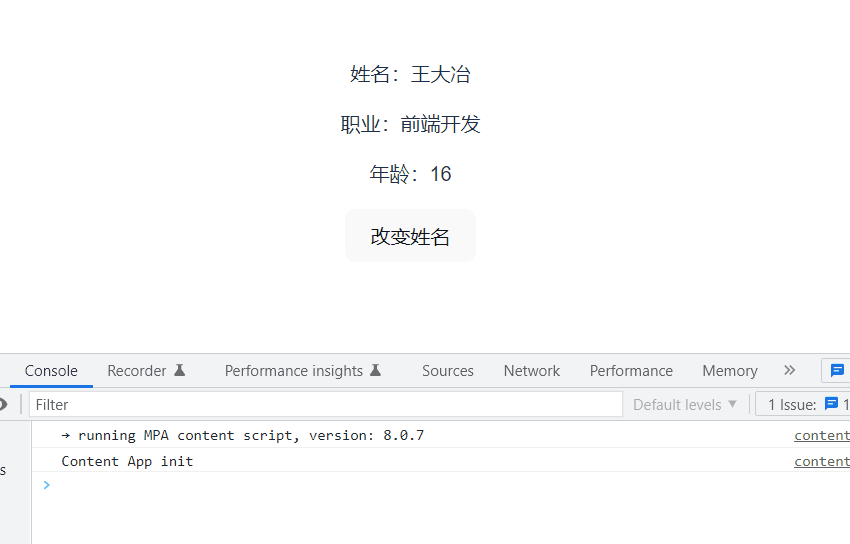 姓名：王大冶
职业：前端开发
年龄：16
改变姓名
Console Recorder Performance insights Sources Network Performance Memory »
Filter Default levels ▼ 1 Issue: 1
→ running MPA content script, version: 8.0.7 content
Content App init content
s
>